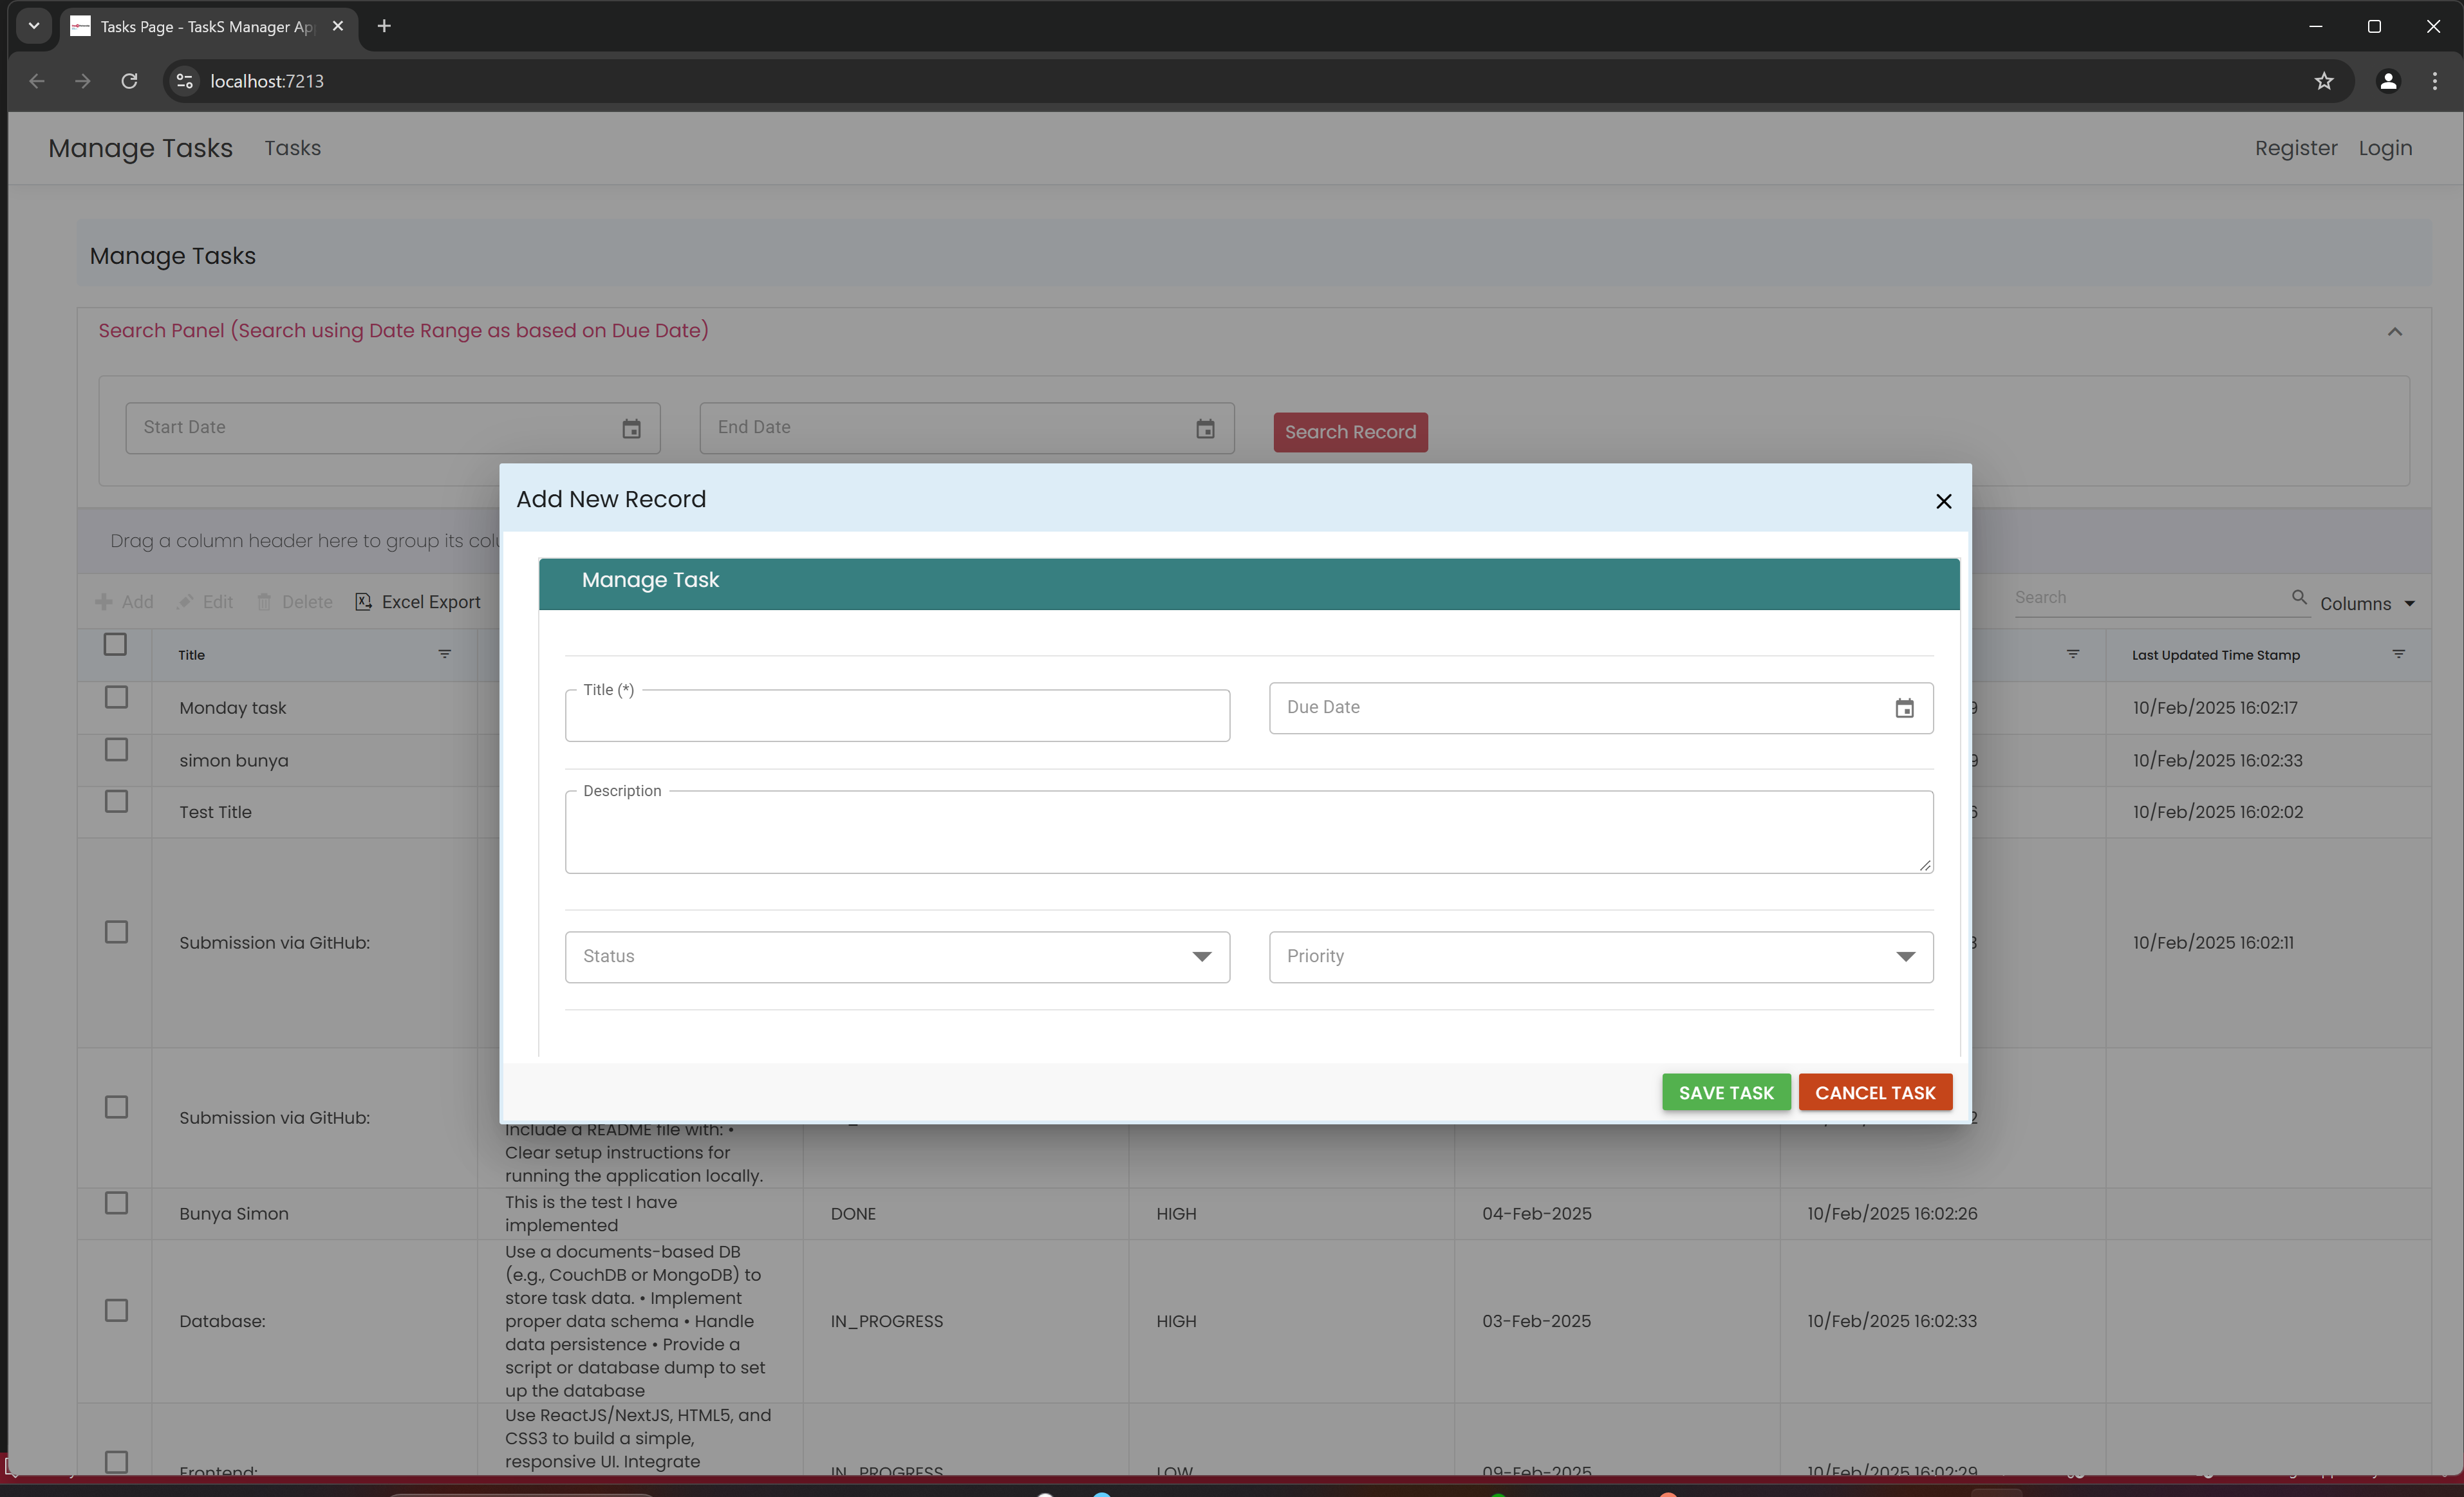 Tasks Page - TaskS Manager Ap
localhost:7213
Manage Tasks Tasks Register Login
Manage Tasks
Search Panel (Search using Date Range as based on Due Date)
Start Date End Date Search Record
Add New Record
Drag a column header here to group its
Manage Task
Add Edit Delete Excel Export Search Columns
Title Last Updated Time Stamp
Title (*)
Due Date
Monday task 10/Feb/2025 16:02:17
simon bunya 10/Feb/2025 16:02:33
Description
Test Title 10/Feb/2025 16:02:02
Submission via GitHub: 10/Feb/2025 16:02:11
Status Priority
SAVE TASK CANCEL TASK
Submission via GitHub:
Include a README file with: •
Clear setup instructions for
running the application locally.
Bunya Simon
This is the test I have
implemented
DONE HIGH 04-Feb-2025 10/Feb/2025 16:02:26
Database:
Use a documents-based DB
(e.g., CouchDB or MongoDB) to
store task data. • Implement
proper data schema • Handle
data persistence • Provide a
script or database dump to set
up the database
IN_PROGRESS HIGH 03-Feb-2025 10/Feb/2025 16:02:33
Use ReactJS/NextJS, HTML5, and
CSS3 to build a simple,
responsive UI. Integrate
Frontend: IN_PROGRESS LOW 09-Feb-2025 10/Feb/2025 16:02:29